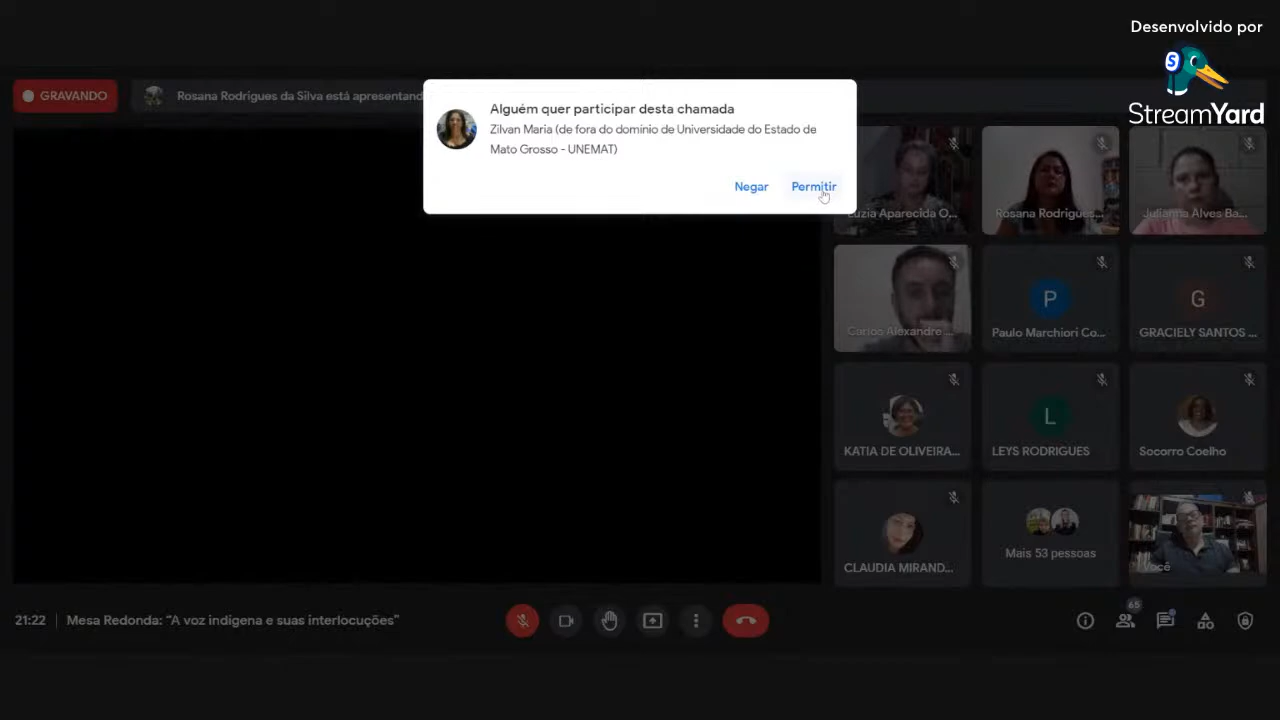 Desenvolvido por
StreamYard
GRAVANDO
Rosana Rodrigues da Silva está apresentando
Alguém quer participar desta chamada
Zilvan Maria (de fora do domínio de Universidade do Estado de
Mato Grosso - UNEMAT)
Negar
Permitir
Luzia Aparecida O...
Rosana Rodrigues...
Julianna Alves Ba...
Carlos Alexandre ...
P
Paulo Marchiori Co...
G
GRACIELY SANTOS ...
KATIA DE OLIVEIRA...
L
LEYS RODRIGUES
Socorro Coelho
CLAUDIA MIRAND...
Mais 53 pessoas
Você
21:22
Mesa Redonda: “A voz indígena e suas interlocuções”
65